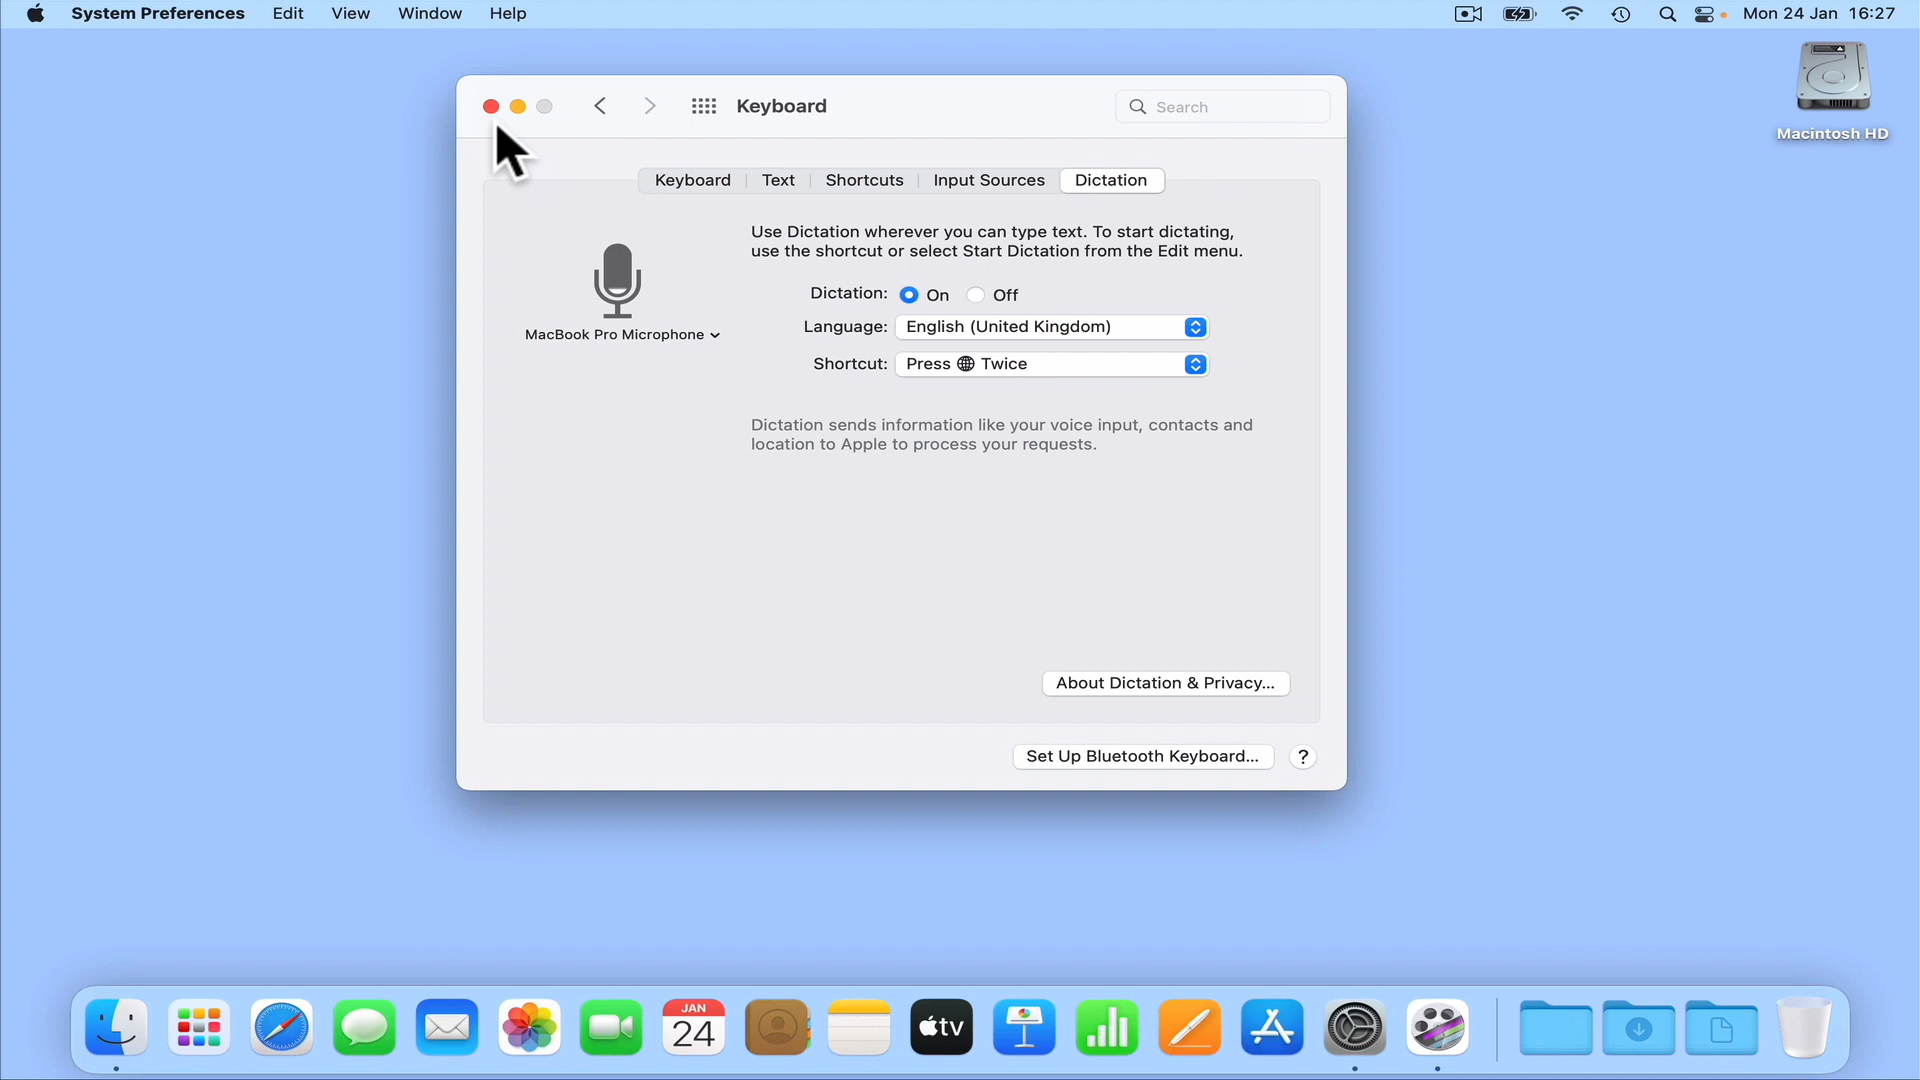 System Preferences Edit View Window Help Mon 24 Jan 16:27
Macintosh HD
Keyboard Search
Keyboard Text Shortcuts Input Sources Dictation
Use Dictation wherever you can type text. To start dictating,
use the shortcut or select Start Dictation from the Edit menu.
Dictation: On Off
MacBook Pro Microphone
Language: English (United Kingdom)
Shortcut: Press Twice
Dictation sends information like your voice input, contacts and
location to Apple to process your requests.
About Dictation & Privacy...
Set Up Bluetooth Keyboard... ?
JAN
24
tv